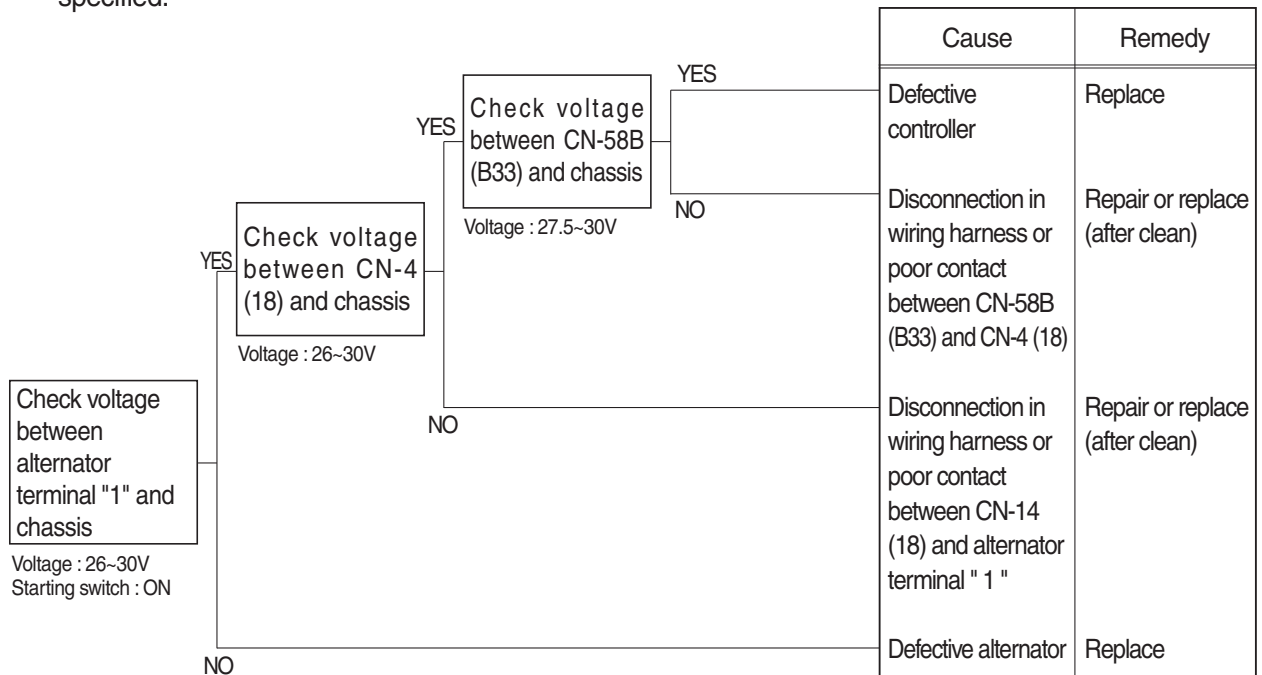 specified.
Cause
Remedy
YES
Check voltage
between CN-58B
(B33) and chassis
YES
Defective
controller
Replace
Voltage : 27.5~30V
NO
Disconnection in
wiring harness or
poor contact
between CN-58B
(B33) and CN-4 (18)
Repair or replace
(after clean)
YES
Check voltage
between CN-4
(18) and chassis
Voltage : 26~30V
NO
Disconnection in
wiring harness or
poor contact
between CN-14
(18) and alternator
terminal " 1 "
Repair or replace
(after clean)
Check voltage
between
alternator
terminal "1" and
chassis
Voltage : 26~30V
Starting switch : ON
NO
Defective alternator
Replace